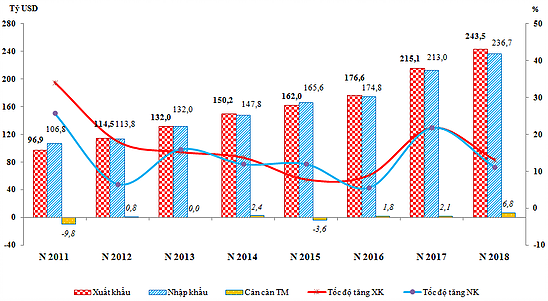 Tỷ USD
%
280
240
200
160
120
80
40
0
-40
50%
40%
30%
20%
10%
0%
-10%
96,9
106,8
-9,8
114,5
113,8
0,8
132,0
132,0
0,0
150,2
147,8
2,4
162,0
165,6
-3,6
176,6
174,8
1,8
215,1
213,0
2,1
243,5
236,7
6,8
N 2011
N 2012
N 2013
N 2014
N 2015
N 2016
N 2017
N 2018
Xuất khẩu
Nhập khẩu
Cán cân TM
Tốc độ tăng XK
Tốc độ tăng NK